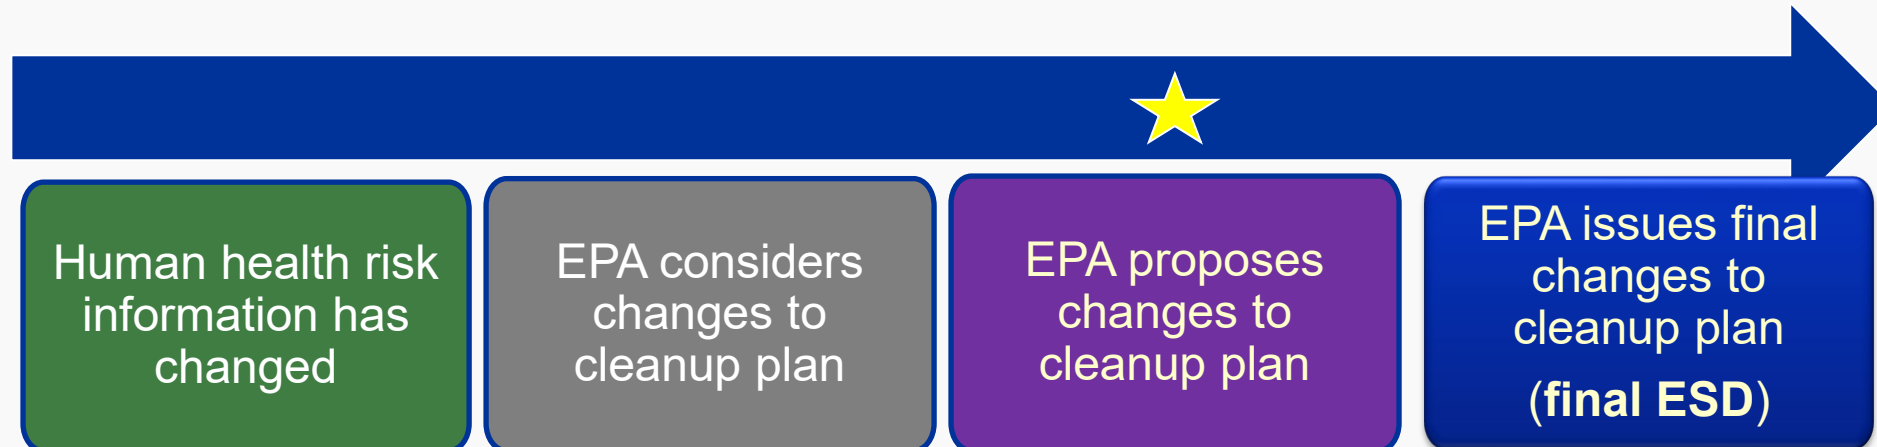 Human health risk
information has
changed
EPA considers
changes to
cleanup plan
EPA proposes
changes to
cleanup plan
EPA issues final
changes to
cleanup plan
(final ESD)